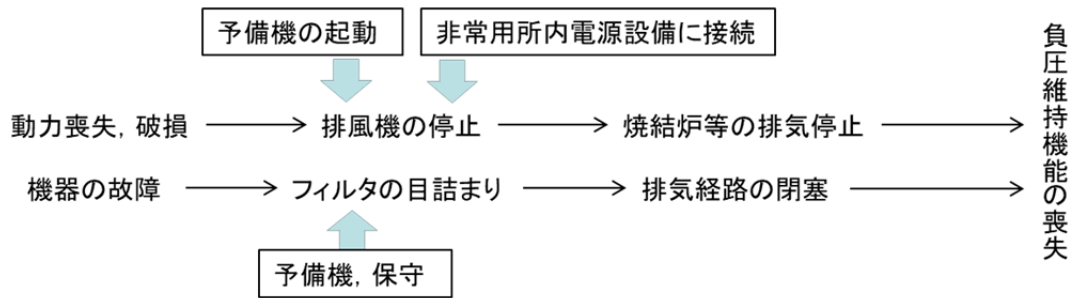 予備機の起動
非常用所内電源設備に接続
動力喪失, 破損
排風機の停止
焼結炉等の排気停止
機器の故障
フィルタの目詰まり
排気経路の閉塞
予備機, 保守
負圧維持機能の喪失